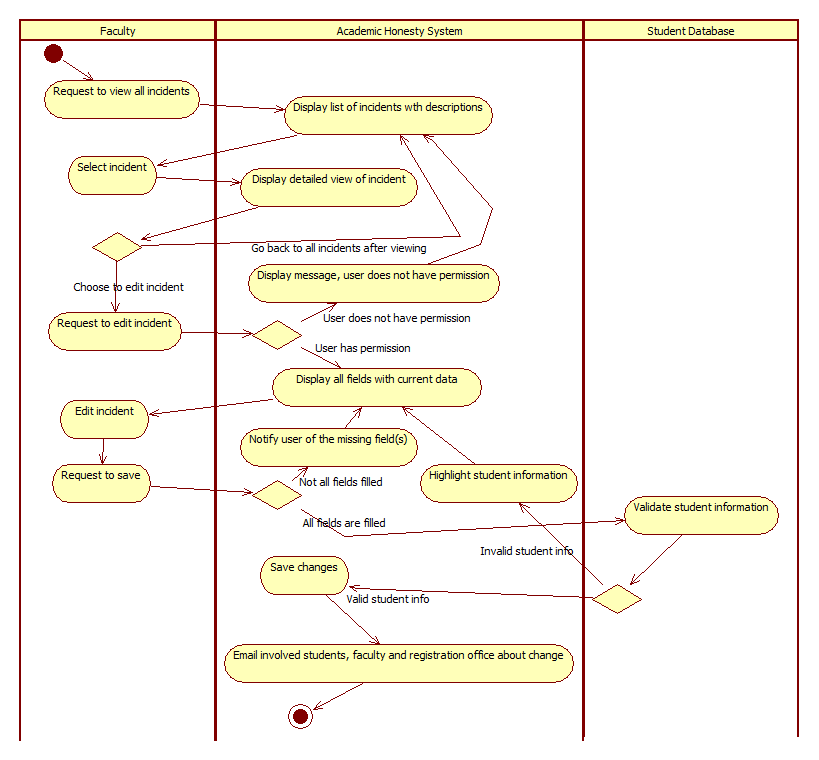 Faculty
Academic Honesty System
Student Database
Request to view all incidents
Display list of incidents wth descriptions
Select incident
Display detailed view of incident
Go back to all incidents after viewing
Display message, user does not have permission
Choose to edit incident
User does not have permission
Request to edit incident
User has permission
Display all fields with current data
Edit incident
Notify user of the missing field(s)
Request to save
Highlight student information
Not all fields filled
Validate student information
All fields are filled
Invalid student info
Save changes
Valid student info
Email involved students, faculty and registration office about change